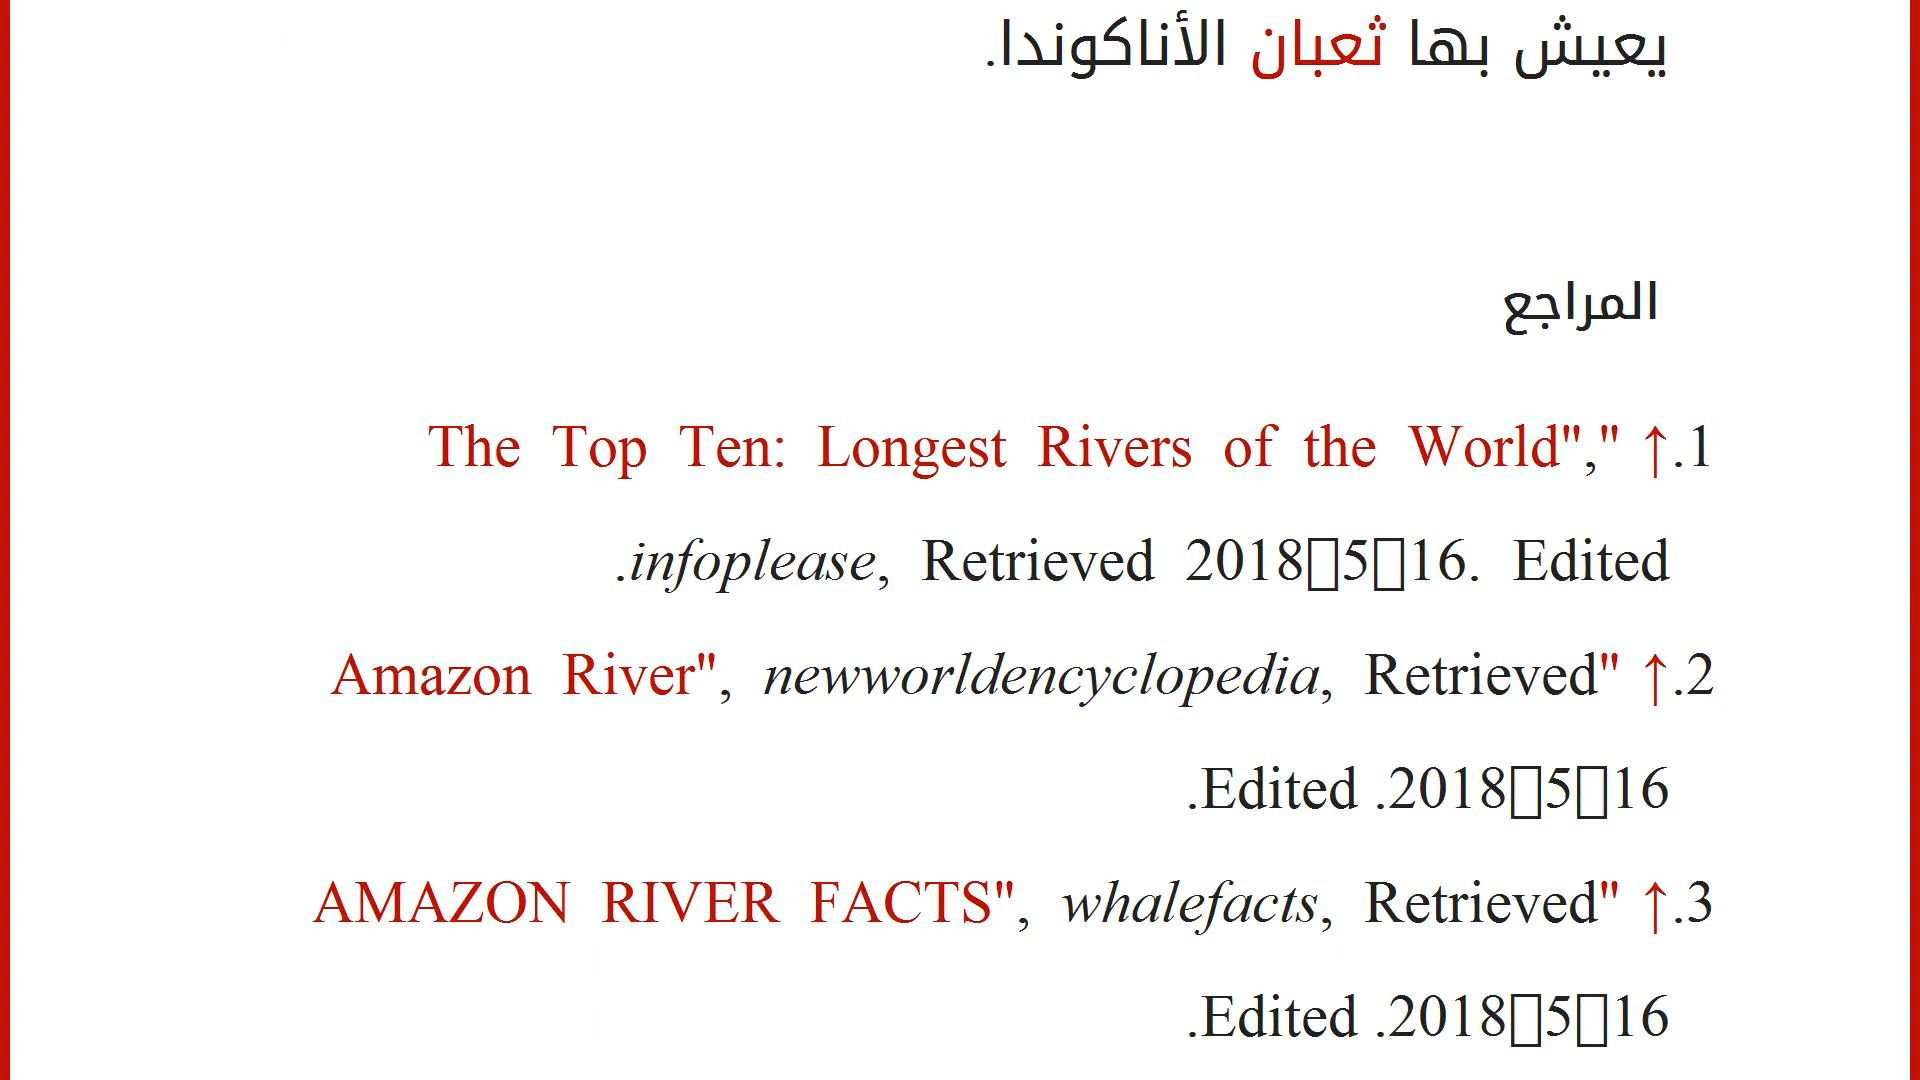 يعيش بها ثعبان الأناكوندا.
المراجع
1.↑ "The Top Ten: Longest Rivers of the World",
infoplease, Retrieved 2018▯5▯16. Edited.
2.↑ "Amazon River", newworldencyclopedia, Retrieved
16▯5▯2018. Edited.
3.↑ "AMAZON RIVER FACTS", whalefacts, Retrieved
16▯5▯2018. Edited.